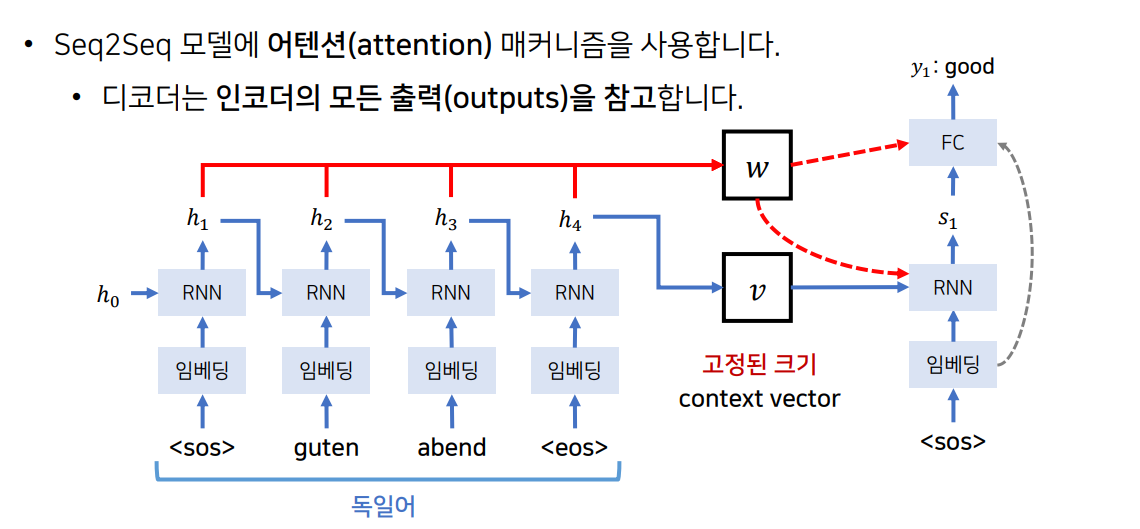 • Seq2Seq 모델에 어텐션(attention) 매커니즘을 사용합니다.
• 디코더는 인코더의 모든 출력(outputs)을 참고합니다.
y₁: good
FC
w
h₁ h₂ h₃ h₄ s₁
h₀ RNN RNN RNN RNN v RNN
임베딩 임베딩 임베딩 임베딩 고정된 크기 임베딩
context vector
<sos> guten abend <eos> <sos>
독일어